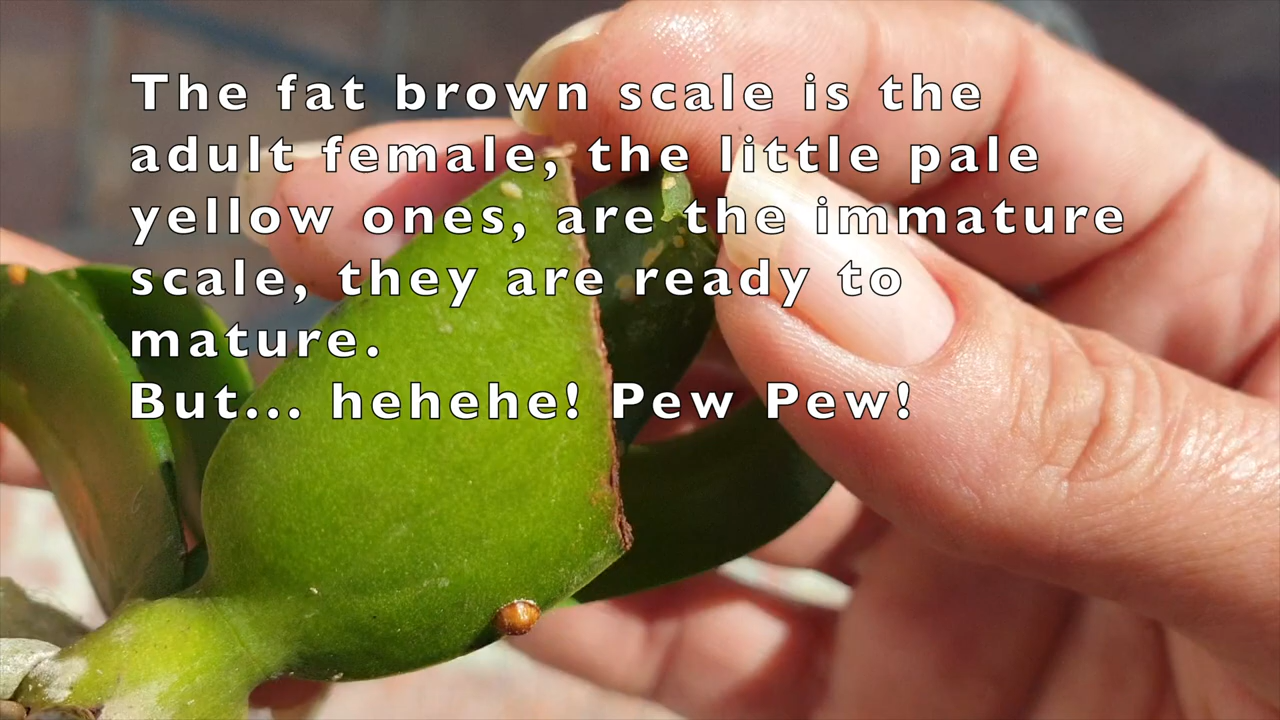 The fat brown scale is the
adult female, the little pale
yellow ones, are the immature
scale, they are ready to
mature.
But... hehehe! Pew Pew!